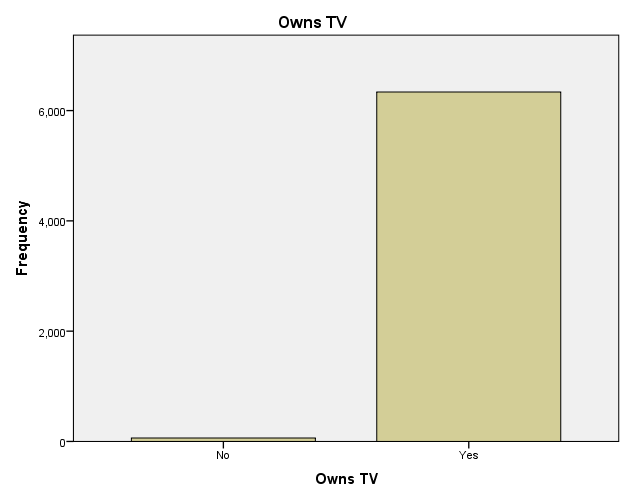 Owns TV
Frequency
6,000
4,000
2,000
0
No
Yes
Owns TV